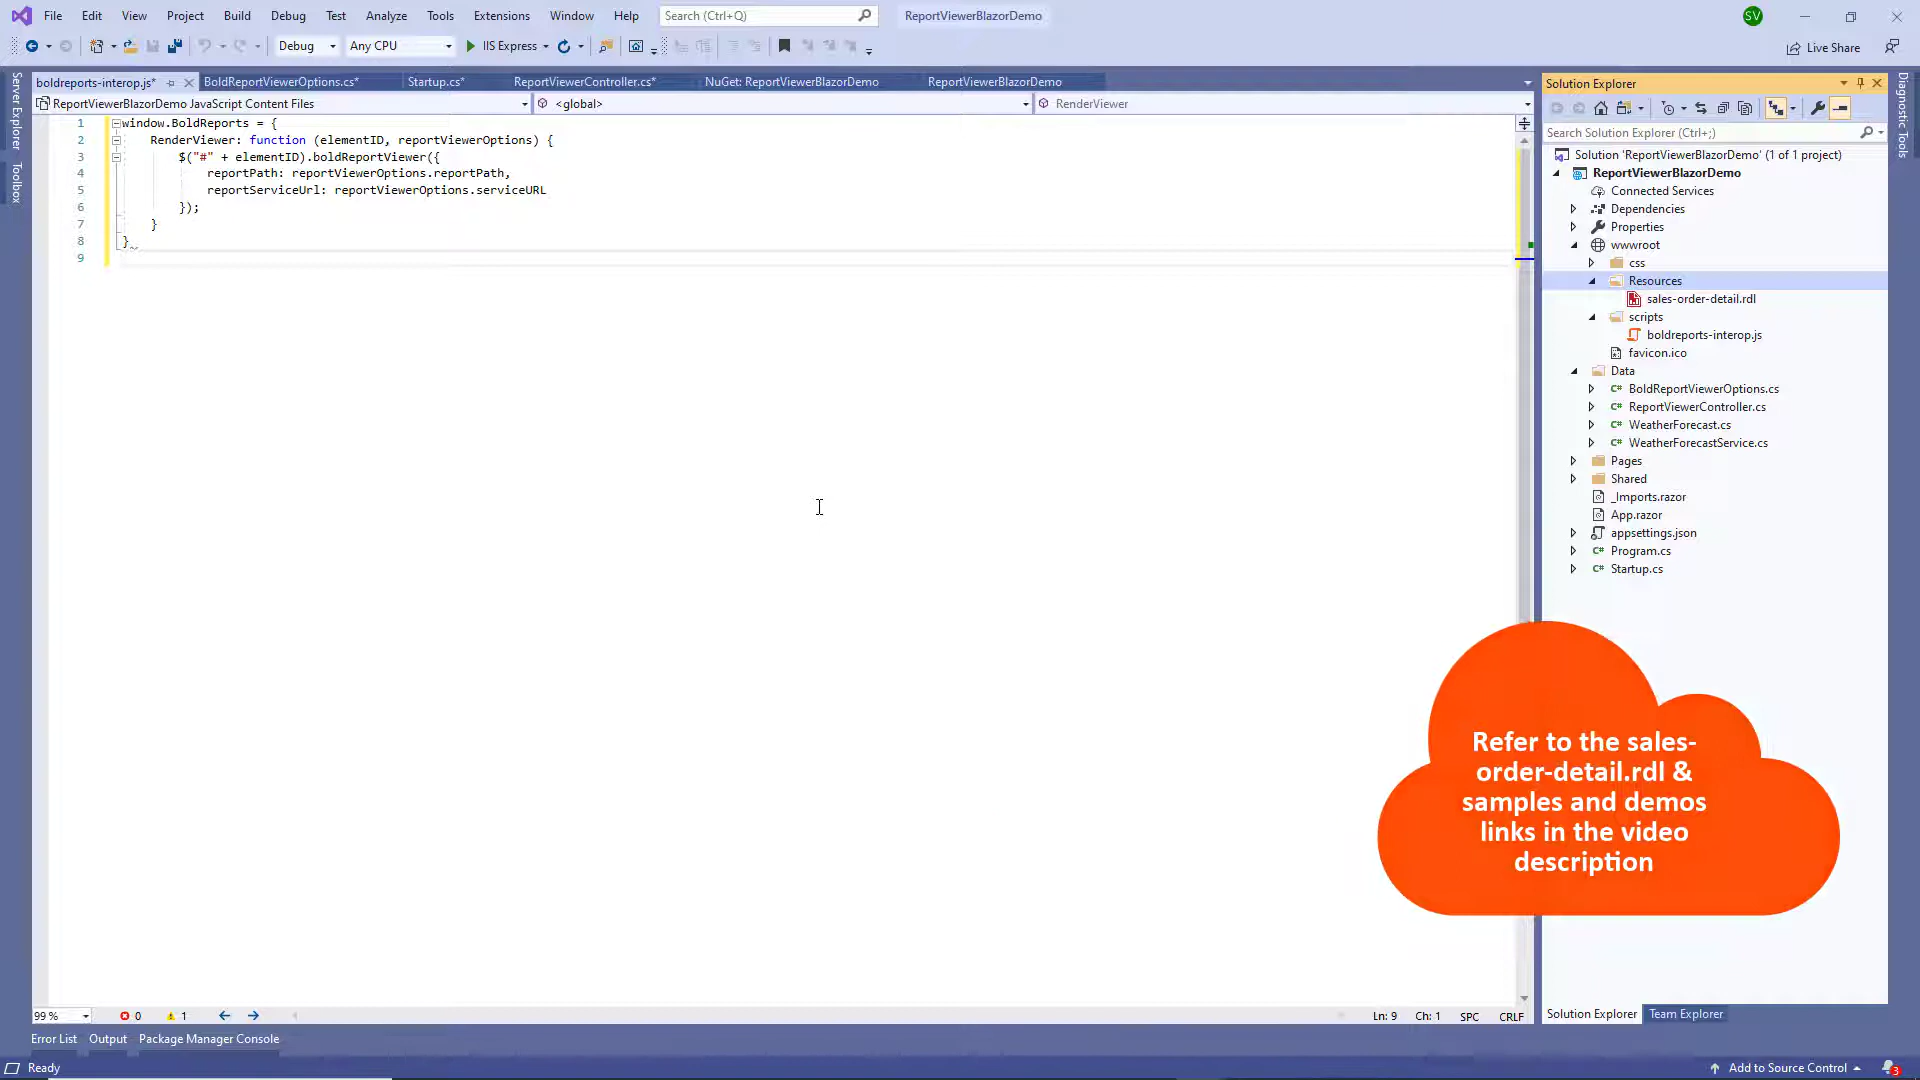 File Edit View Project Build Debug Test Analyze Tools Extensions Window Help Search (Ctrl+Q) ReportViewerBlazorDemo SV
Debug Any CPU IIS Express Live Share
boldreports-interop.js* BoldReportViewerOptions.cs* Startup.cs* ReportViewerController.cs* NuGet: ReportViewerBlazorDemo ReportViewerBlazorDemo
ReportViewerBlazorDemo JavaScript Content Files <global> RenderViewer
1 window.BoldReports = {
2 RenderViewer: function (elementID, reportViewerOptions) {
3 $("#" + elementID).boldReportViewer({
4 reportPath: reportViewerOptions.reportPath,
5 reportServiceUrl: reportViewerOptions.serviceURL
6 });
7 }
8 }
9
Server Explorer
Toolbox
Solution Explorer
Search Solution Explorer (Ctrl+;)
Solution 'ReportViewerBlazorDemo' (1 of 1 project)
ReportViewerBlazorDemo
Connected Services
Dependencies
Properties
wwwroot
css
Resources
sales-order-detail.rdl
scripts
boldreports-interop.js
favicon.ico
Data
C# BoldReportViewerOptions.cs
C# ReportViewerController.cs
C# WeatherForecast.cs
C# WeatherForecastService.cs
Pages
Shared
_Imports.razor
App.razor
appsettings.json
C# Program.cs
C# Startup.cs
Diagnostic Tools
Refer to the sales-
order-detail.rdl &
samples and demos
links in the video
description
99 % 0 1 Ln: 9 Ch: 1 SPC CRLF
Solution Explorer Team Explorer
Error List Output Package Manager Console
Ready Add to Source Control 3